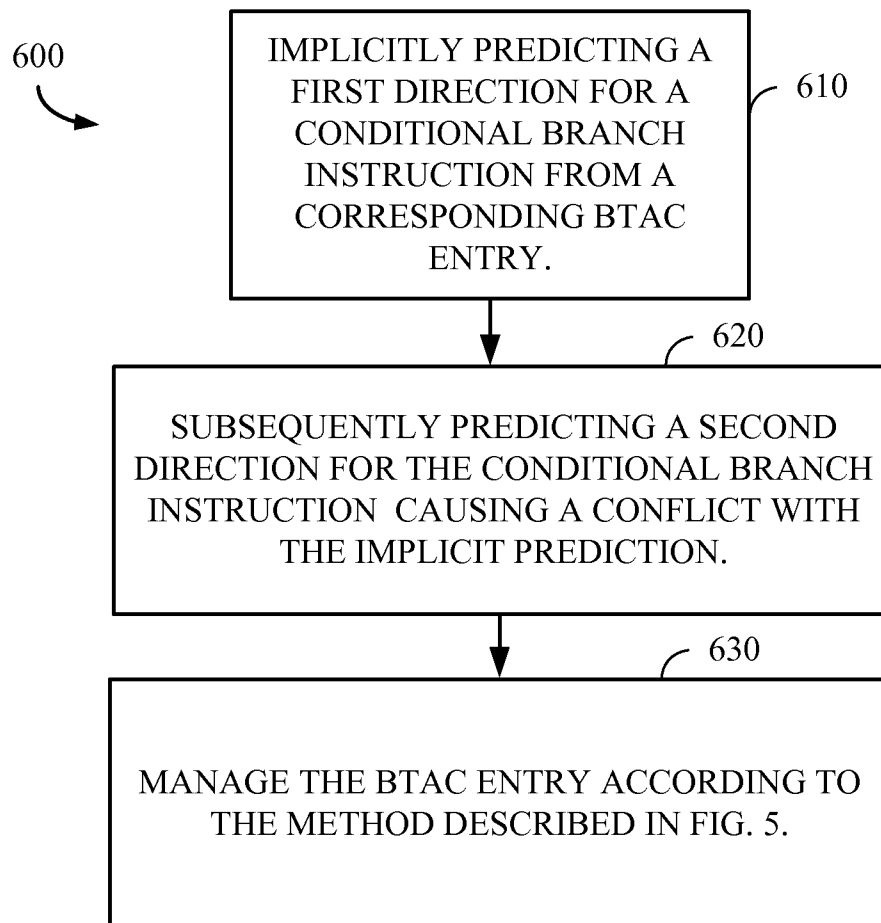 600
IMPLICITLY PREDICTING A
FIRST DIRECTION FOR A
CONDITIONAL BRANCH
INSTRUCTION FROM A
CORRESPONDING BTAC
ENTRY.
610
620
SUBSEQUENTLY PREDICTING A SECOND
DIRECTION FOR THE CONDITIONAL BRANCH
INSTRUCTION CAUSING A CONFLICT WITH
THE IMPLICIT PREDICTION.
630
MANAGE THE BTAC ENTRY ACCORDING TO
THE METHOD DESCRIBED IN FIG. 5.